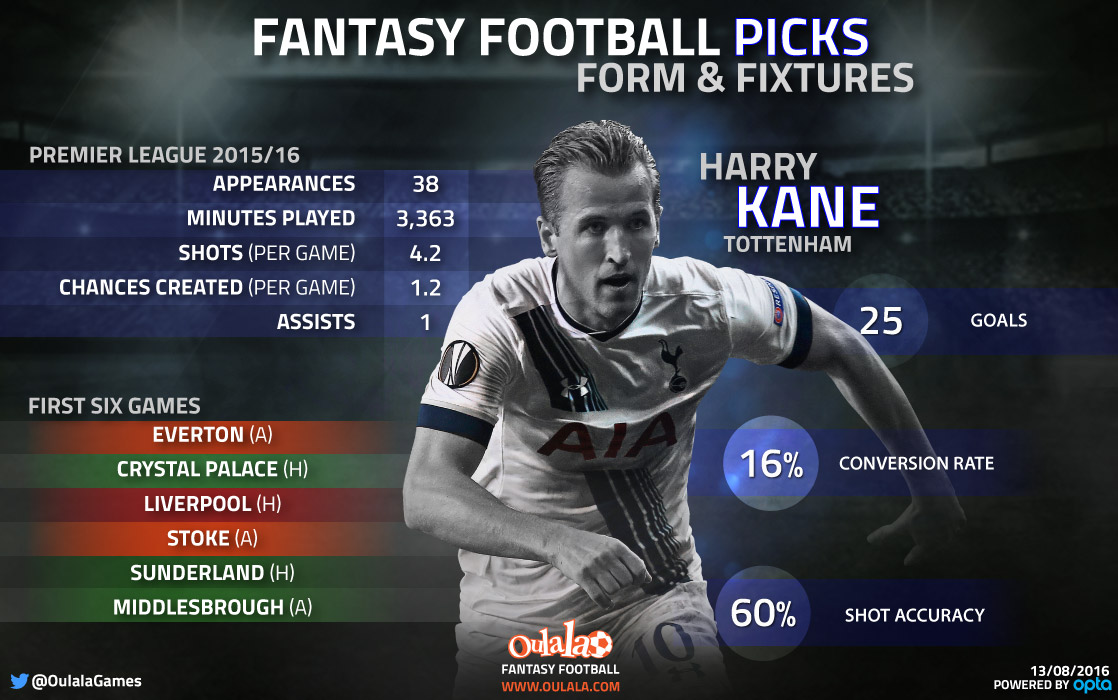 FANTASY FOOTBALL PICKS
FORM & FIXTURES
PREMIER LEAGUE 2015/16
APPEARANCES 38
MINUTES PLAYED 3,363
SHOTS (PER GAME) 4.2
CHANCES CREATED (PER GAME) 1.2
ASSISTS 1
HARRY
KANE
TOTTENHAM
25 GOALS
16% CONVERSION RATE
60% SHOT ACCURACY
FIRST SIX GAMES
EVERTON (A)
CRYSTAL PALACE (H)
LIVERPOOL (H)
STOKE (A)
SUNDERLAND (H)
MIDDLESBROUGH (A)
AIA
10
Oulala
FANTASY FOOTBALL
WWW.OULALA.COM
@OulalaGames
13/08/2016
POWERED BY opta